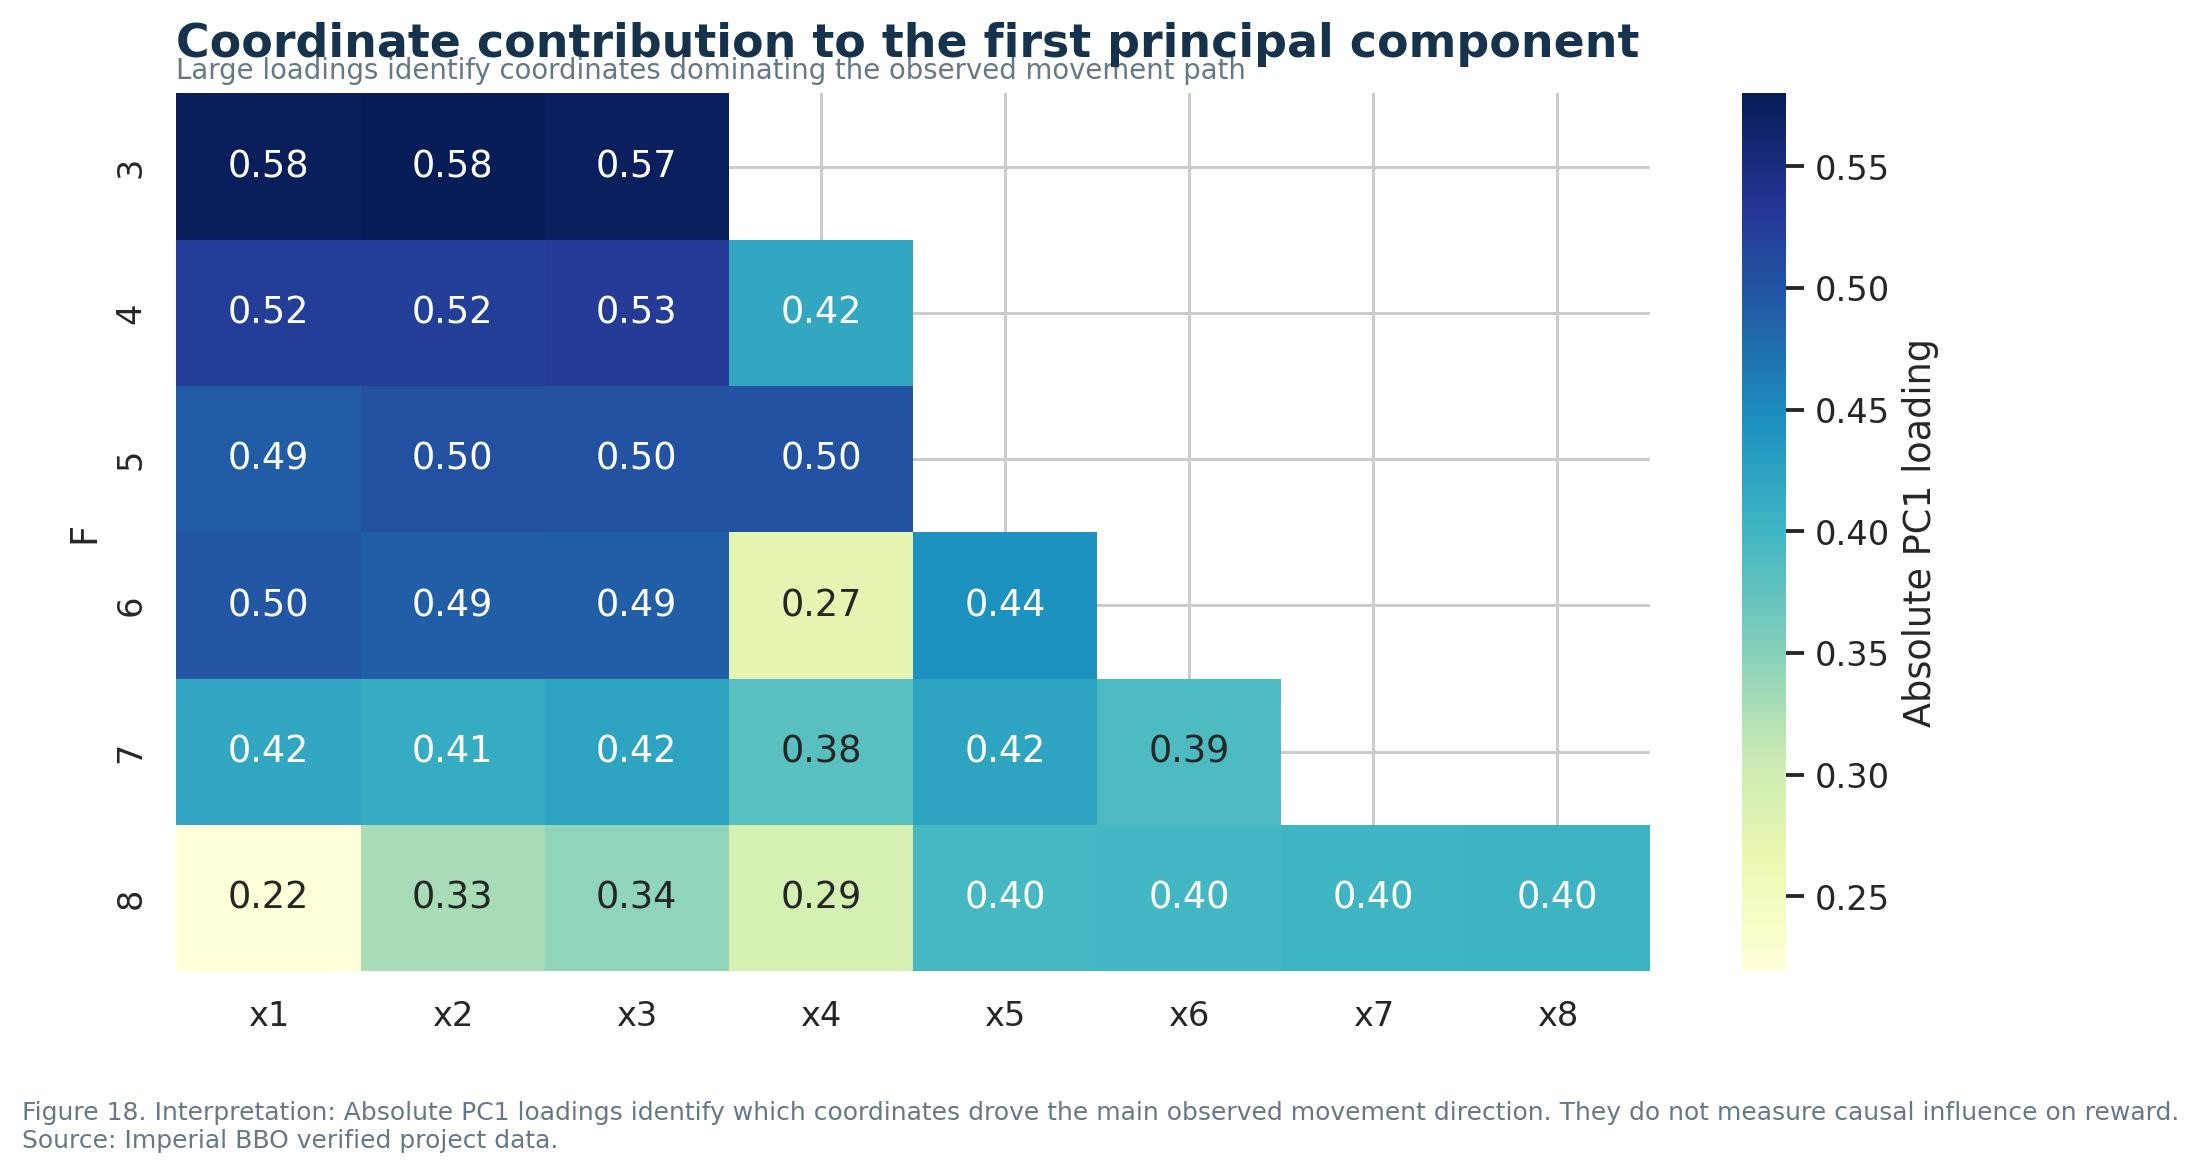 Coordinate contribution to the first principal component
Large loadings identify coordinates dominating the observed movement path
3 0.58 0.58 0.57
4 0.52 0.52 0.53 0.42
5 0.49 0.50 0.50 0.50
F
6 0.50 0.49 0.49 0.27 0.44
7 0.42 0.41 0.42 0.38 0.42 0.39
8 0.22 0.33 0.34 0.29 0.40 0.40 0.40 0.40
x1 x2 x3 x4 x5 x6 x7 x8
0.55
0.50
0.45
0.40
0.35
0.30
0.25
Absolute PC1 loading
Figure 18. Interpretation: Absolute PC1 loadings identify which coordinates drove the main observed movement direction. They do not measure causal influence on reward.
Source: Imperial BBO verified project data.